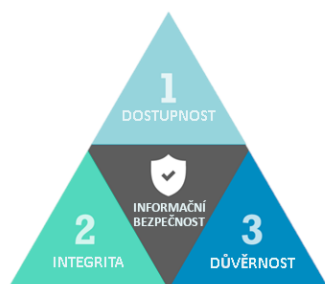 1
DOSTUPNOST
INFORMAČNÍ
BEZPEČNOST
2
INTEGRITA
3
DŮVĚRNOST